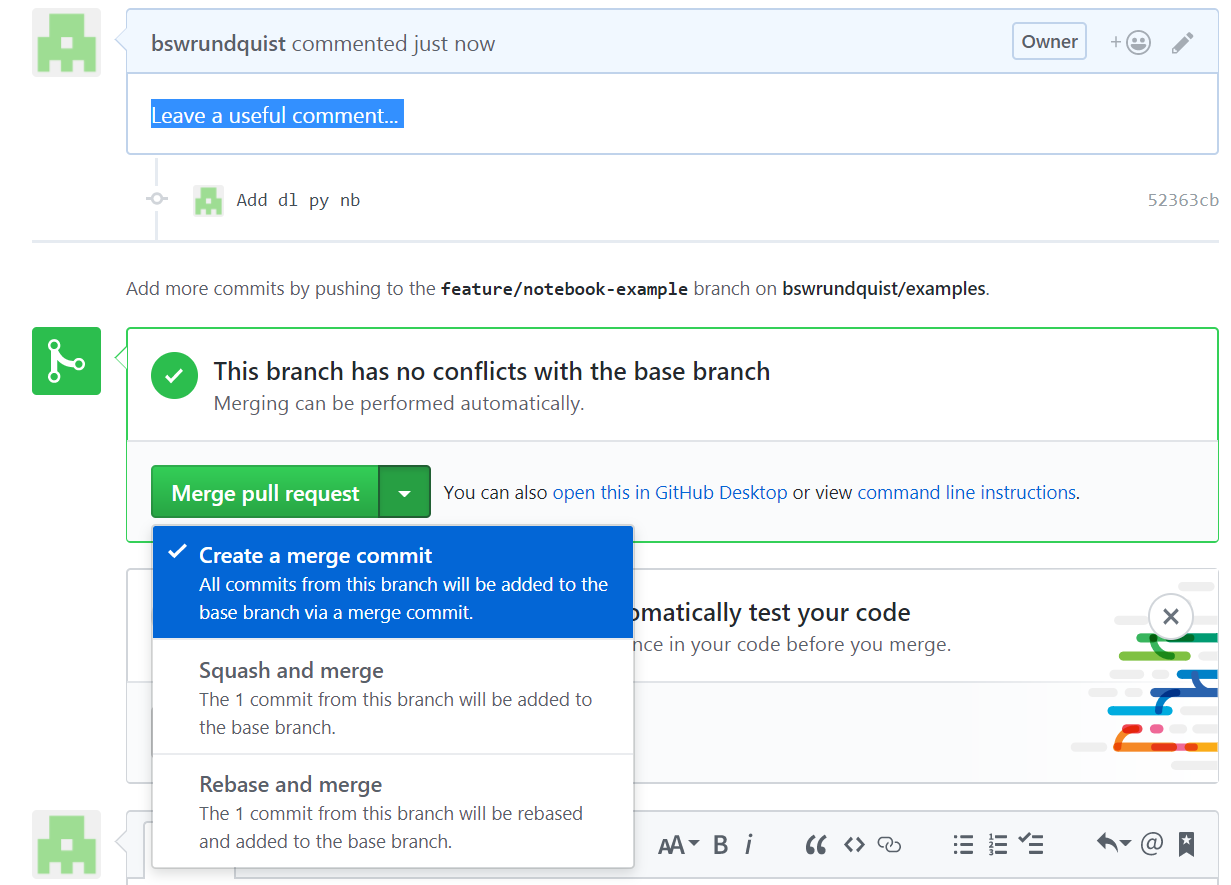 bswrundquist commented just now
Owner
+
Leave a useful comment...
Add dl py nb
52363cb
Add more commits by pushing to the feature/notebook-example branch on bswrundquist/examples.
This branch has no conflicts with the base branch
Merging can be performed automatically.
Merge pull request
You can also open this in GitHub Desktop or view command line instructions.
Create a merge commit
All commits from this branch will be added to the
base branch via a merge commit.
omatically test your code
nce in your code before you merge.
Squash and merge
The 1 commit from this branch will be added to
the base branch.
Rebase and merge
The 1 commit from this branch will be rebased
and added to the base branch.
AA B i